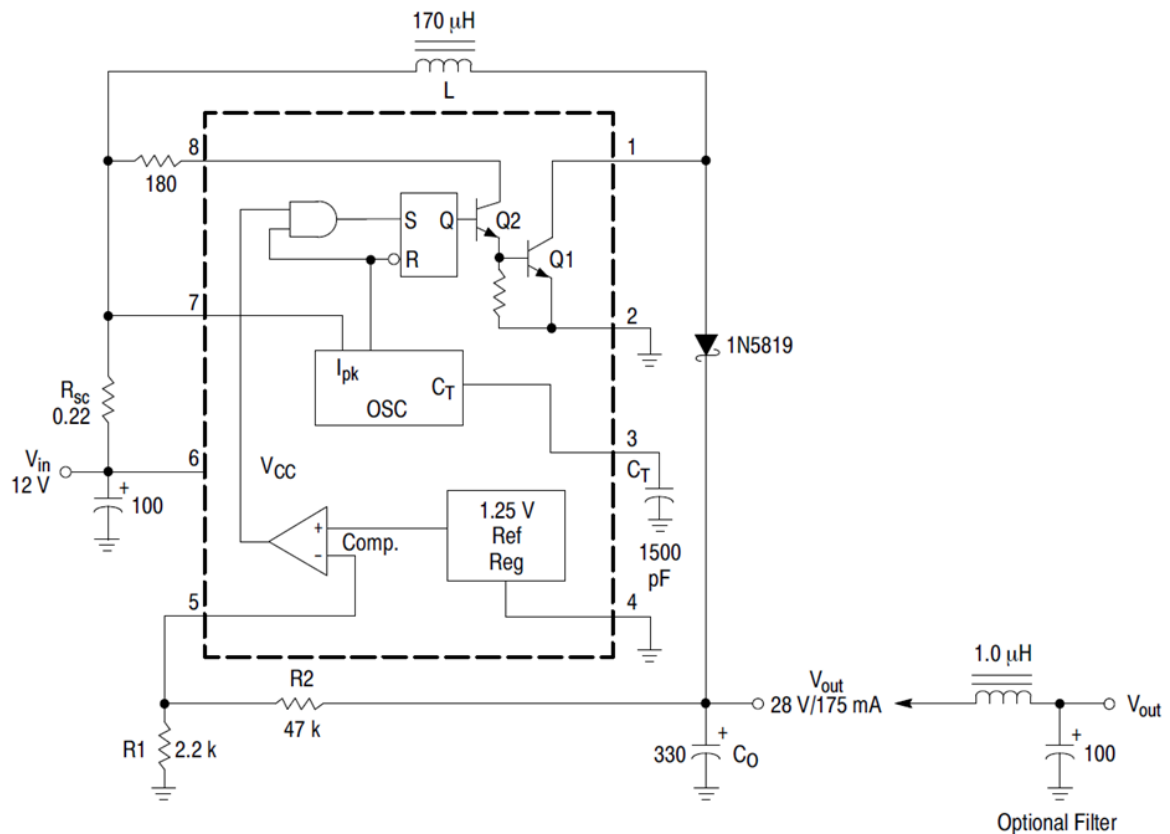 170 µH
L
8
1
180
S Q
Q2
R
Q1
7
2
1N5819
Ipk
CT
OSC
Rsc
0.22
3
Vin
12 V
6
VCC
CT
+
100
1.25 V
Ref
Reg
+
Comp.
−
1500
pF
5
4
R2
47 k
1.0 µH
Vout
28 V/175 mA
Vout
R1 2.2 k
+
330 CO
+
100
Optional Filter